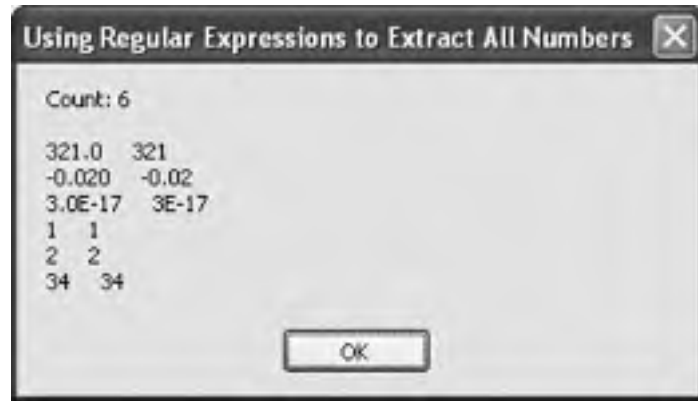 Using Regular Expressions to Extract All Numbers
Count: 6
321.0 321
-0.020 -0.02
3.0E-17 3E-17
1 1
2 2
34 34
OK